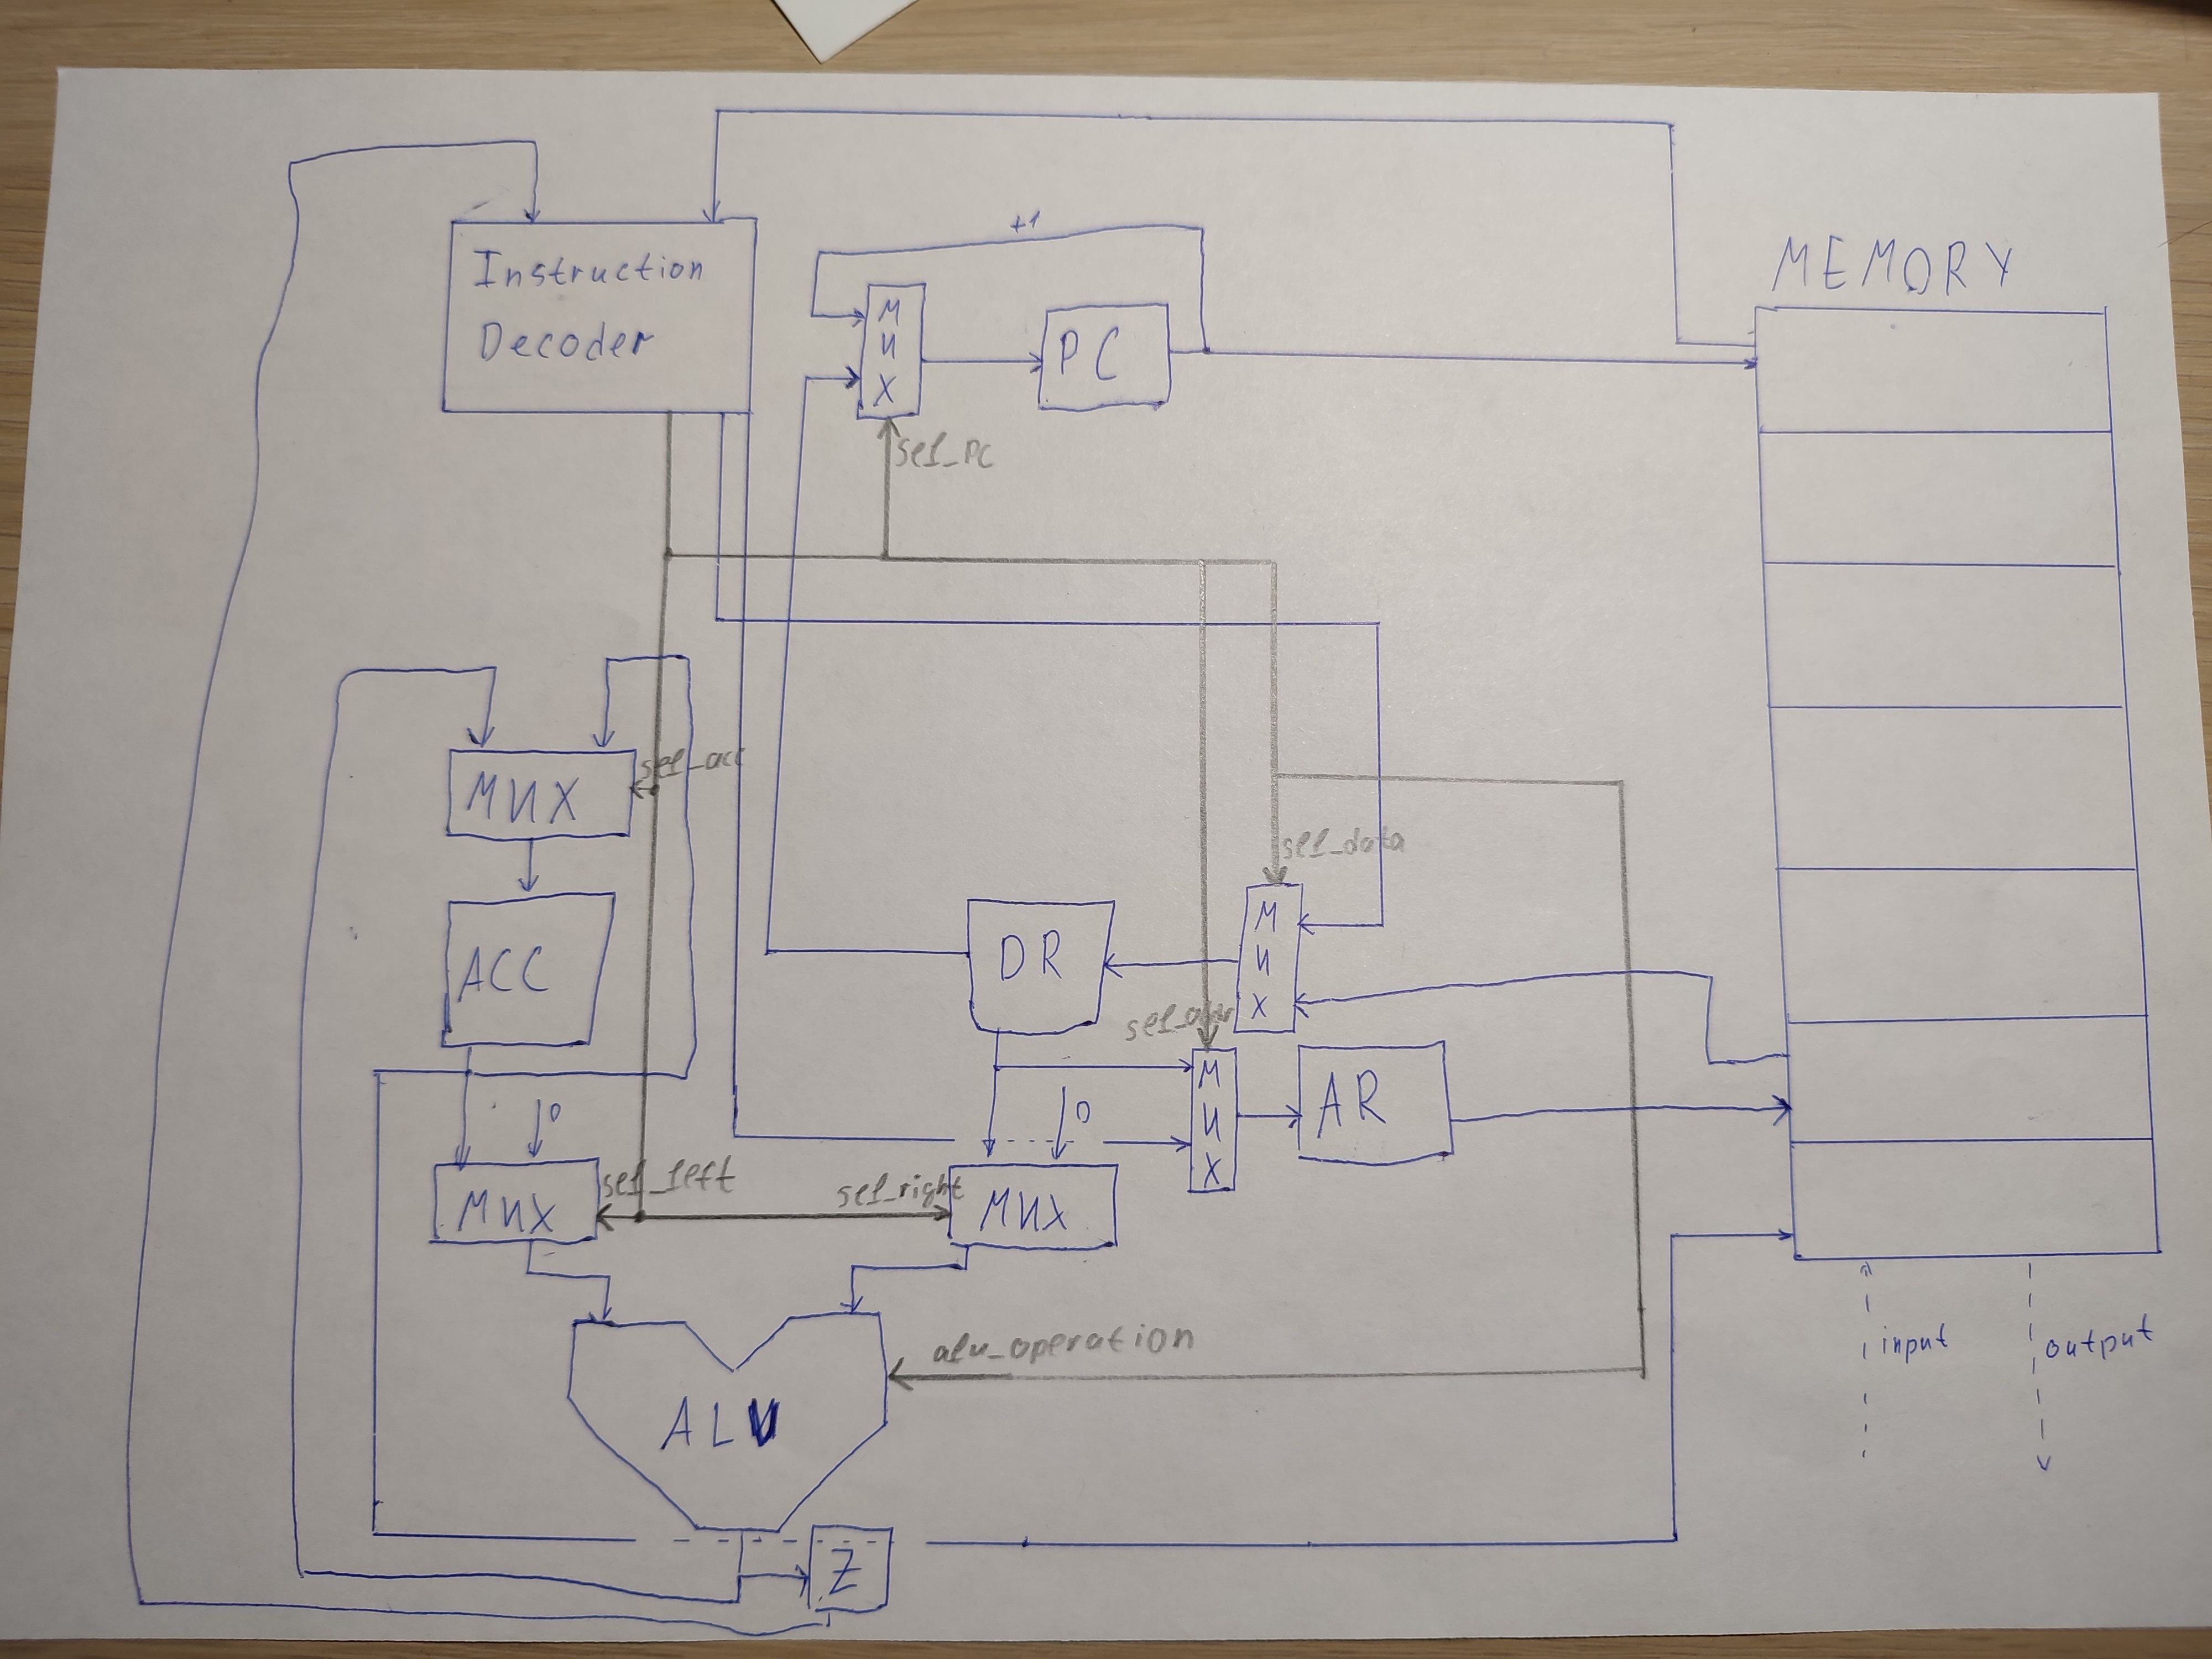 +1
MEMORY
Instruction
Decoder
MUX
PC
sel_PC
sel_acc
MUX
sel_data
ACC
DR
MUX
sel_addr
0
0
MUX
AR
sel_left
sel_right
MUX
MUX
alu_operation
input
output
ALU
Z